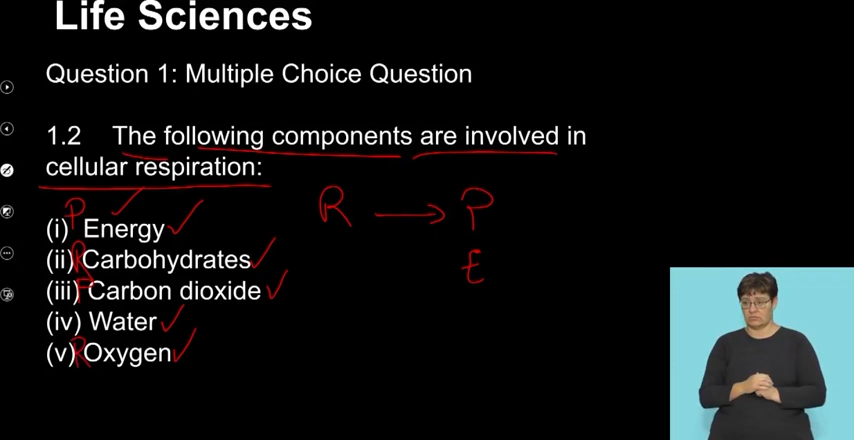 Life Sciences
Question 1: Multiple Choice Question
1.2 The following components are involved in
cellular respiration:
R → P
P
(i) Energy
E
(ii) R Carbohydrates
(iii) P Carbon dioxide
(iv) Water
(v) R Oxygen